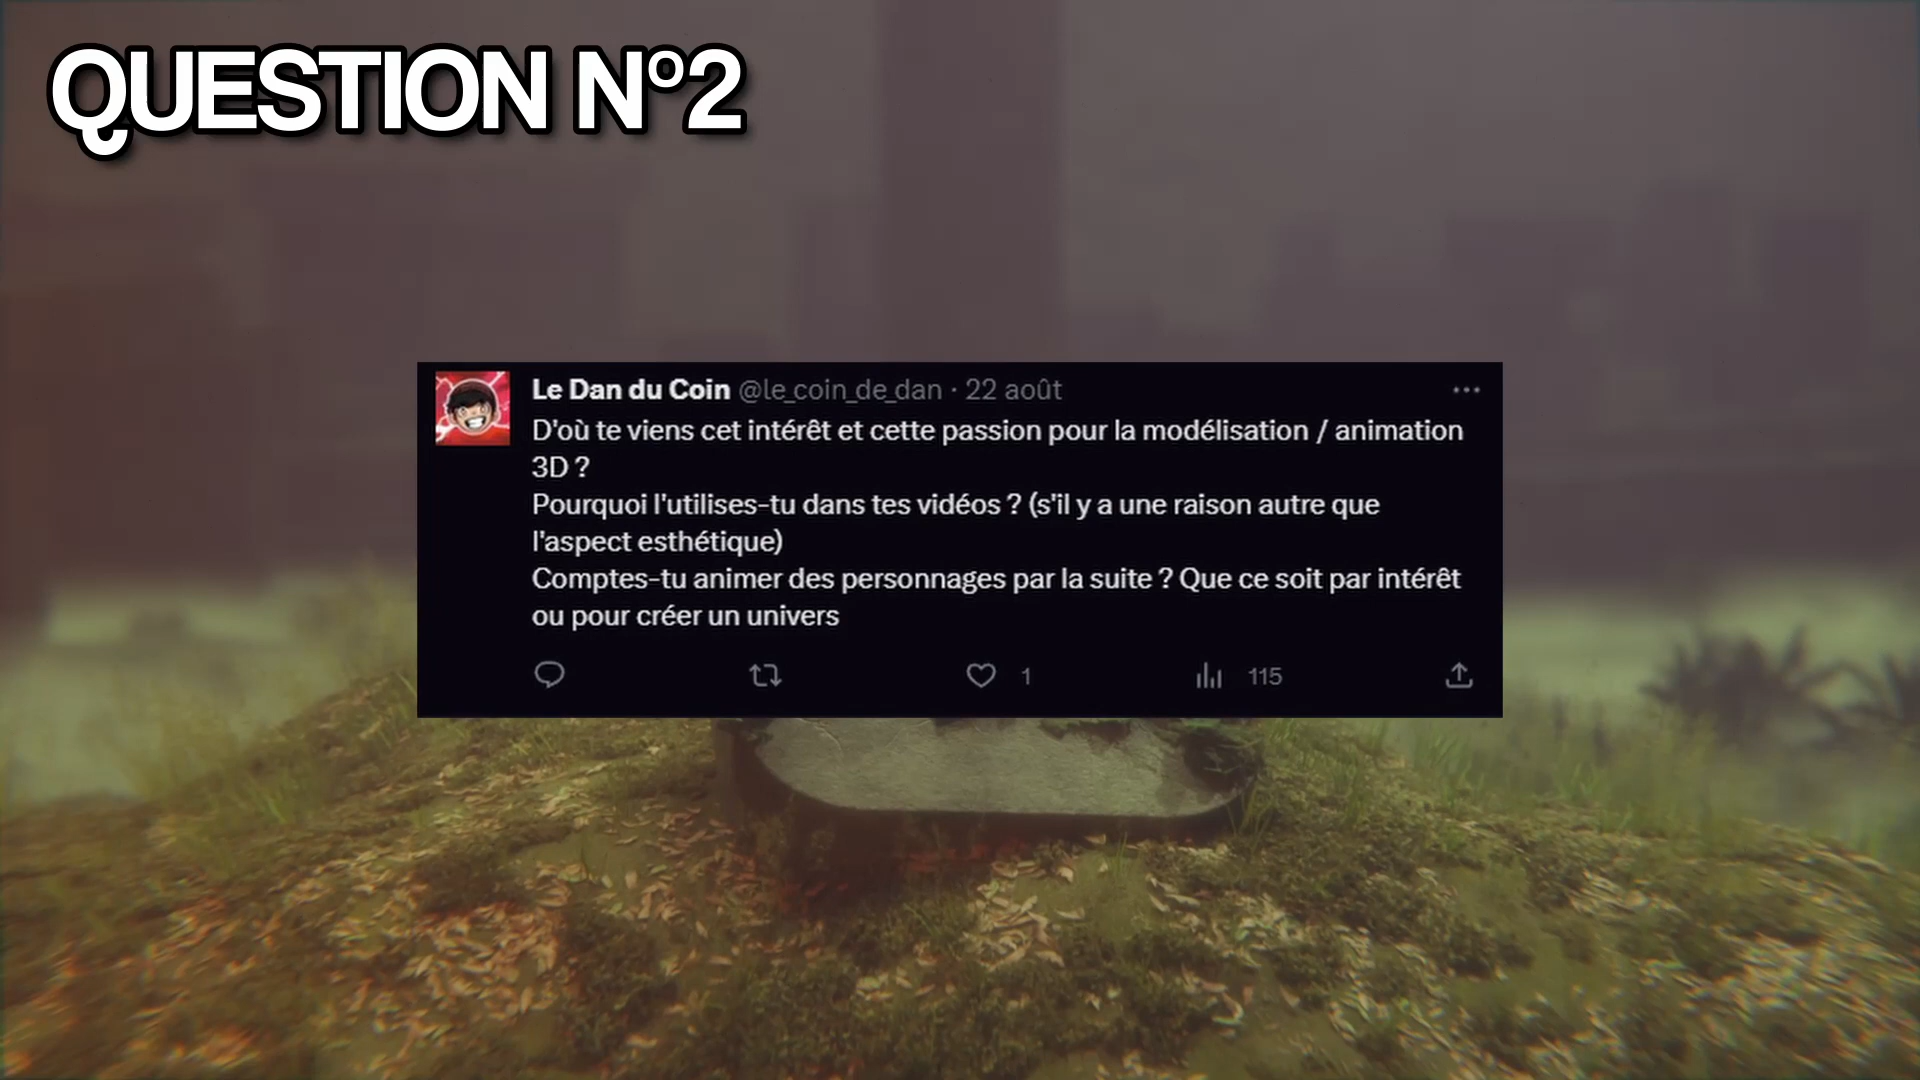 QUESTION N°2
Le Dan du Coin @le_coin_de_dan · 22 août
D'où te viens cet intérêt et cette passion pour la modélisation / animation
3D ?
Pourquoi l'utilises-tu dans tes vidéos ? (s'il y a une raison autre que
l'aspect esthétique)
Comptes-tu animer des personnages par la suite ? Que ce soit par intérêt
ou pour créer un univers
1 115